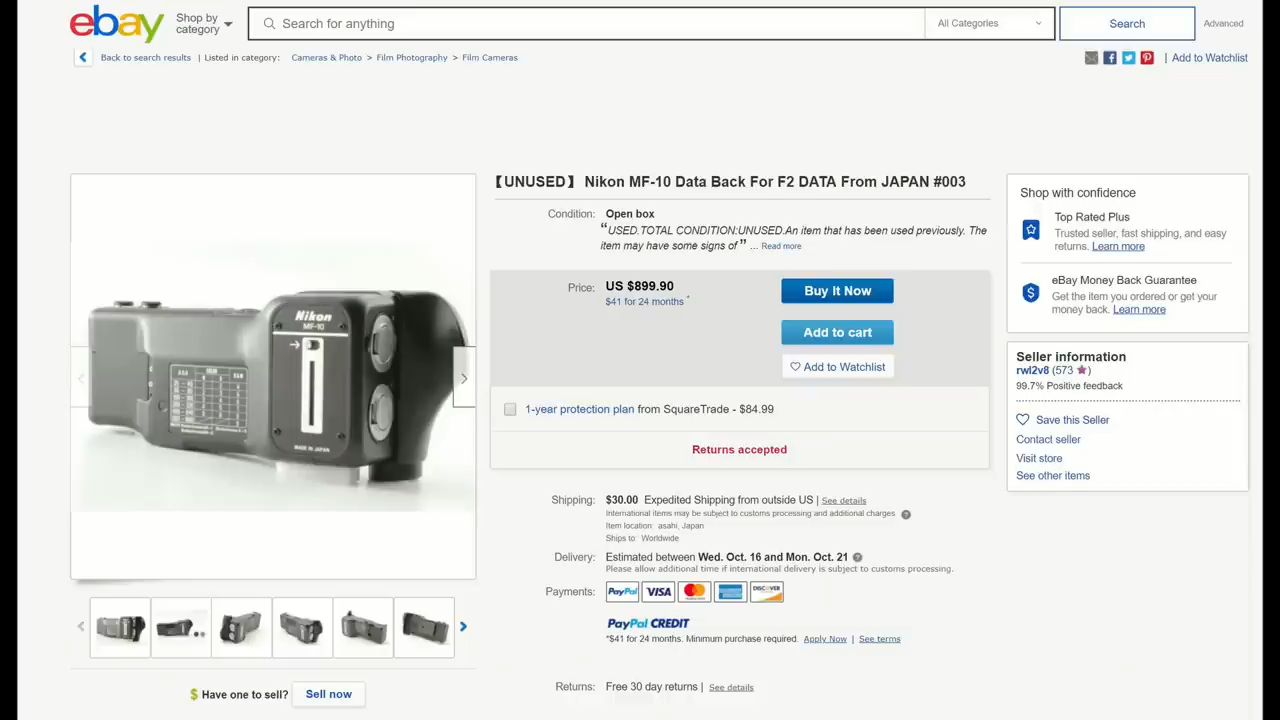 ebay
Shop by category
Search for anything
All Categories
Search
Advanced
Back to search results | Listed in category: Cameras & Photo > Film Photography > Film Cameras
| Add to Watchlist
【UNUSED】 Nikon MF-10 Data Back For F2 DATA From JAPAN #003
Condition: Open box
“USED.TOTAL CONDITION:UNUSED.An item that has been used previously. The
item may have some signs of ” ... Read more
Price: US $899.90
$41 for 24 months *
Buy It Now
Add to cart
Add to Watchlist
1-year protection plan from SquareTrade - $84.99
Returns accepted
Shipping: $30.00 Expedited Shipping from outside US | See details
International items may be subject to customs processing and additional charges
Item location: asahi, Japan
Ships to: Worldwide
Delivery: Estimated between Wed. Oct. 16 and Mon. Oct. 21
Please allow additional time if international delivery is subject to customs processing.
Payments: PayPal VISA MasterCard DISCOVER
PayPal CREDIT
*$41 for 24 months. Minimum purchase required. Apply Now | See terms
Returns: Free 30 day returns | See details
Nikon
MF-10
MADE IN JAPAN
$ Have one to sell? Sell now
Shop with confidence
Top Rated Plus
Trusted seller, fast shipping, and easy
returns. Learn more
eBay Money Back Guarantee
Get the item you ordered or get your
money back. Learn more
Seller information
rwl2v8 (573 ★)
99.7% Positive feedback
Save this Seller
Contact seller
Visit store
See other items